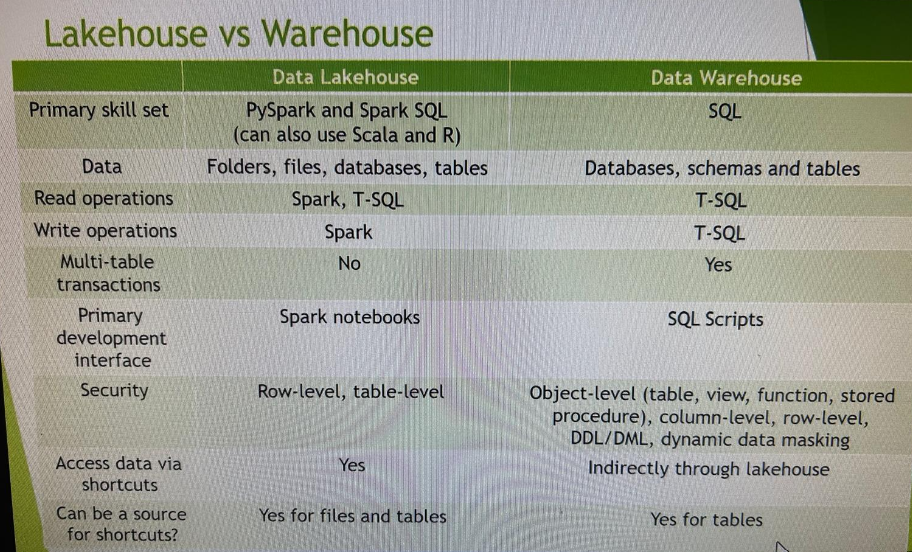 Lakehouse vs Warehouse
Data Lakehouse Data Warehouse
Primary skill set PySpark and Spark SQL SQL
(can also use Scala and R)
Data Folders, files, databases, tables Databases, schemas and tables
Read operations Spark, T-SQL T-SQL
Write operations Spark T-SQL
Multi-table No Yes
transactions
Primary Spark notebooks SQL Scripts
development
interface
Security Row-level, table-level Object-level (table, view, function, stored
procedure), column-level, row-level,
DDL/DML, dynamic data masking
Access data via Yes Indirectly through lakehouse
shortcuts
Can be a source Yes for files and tables Yes for tables
for shortcuts?